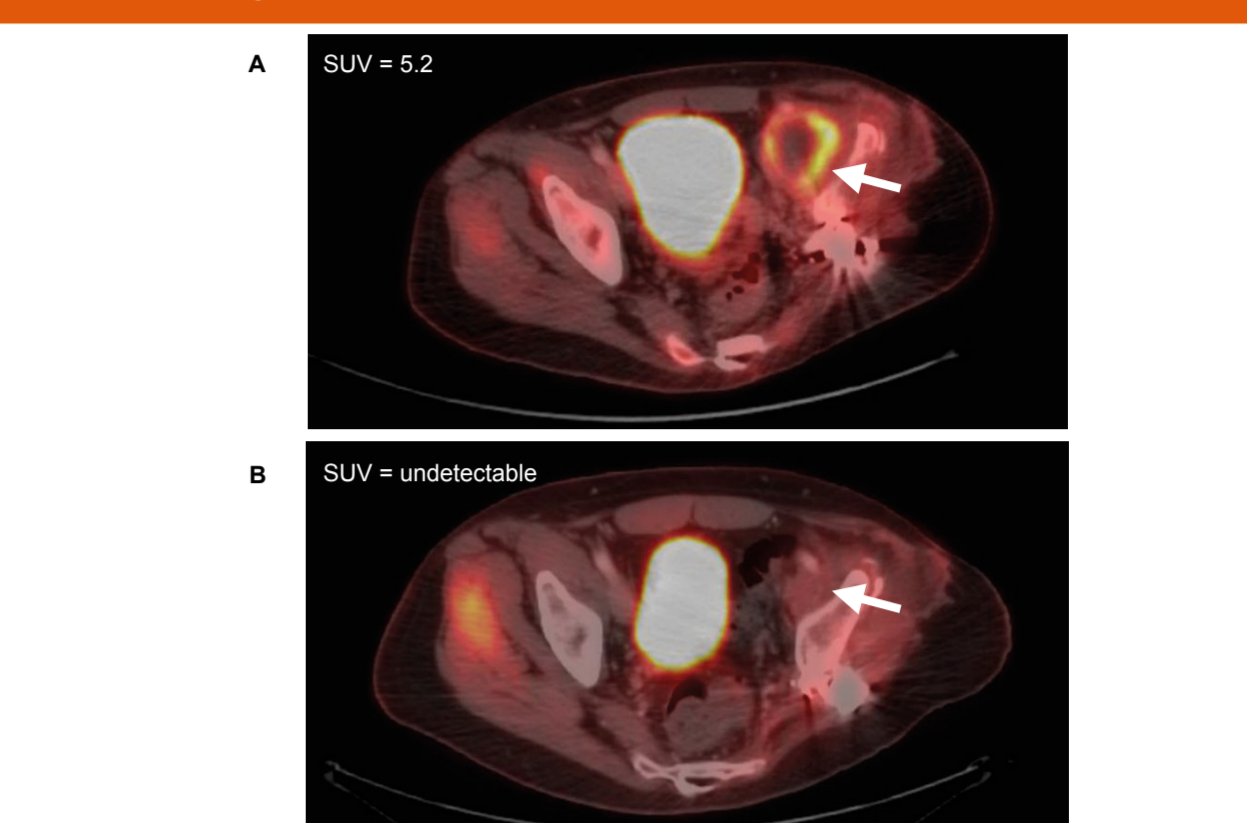 A
SUV = 5.2
B
SUV = undetectable